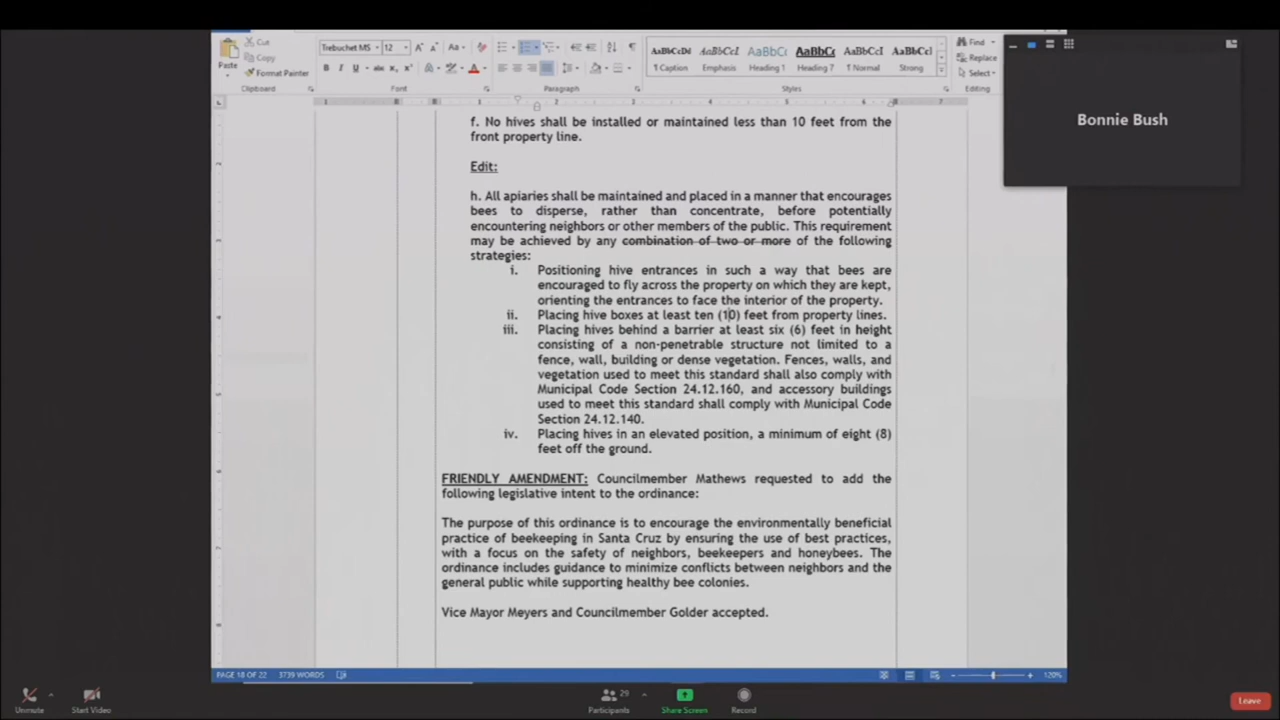 Cut
Copy
Paste
Format Painter
Clipboard
Trebuchet MS
12
Font
Paragraph
AaBbCcDd
AaBbCcI
AaBbCc
AaBbCc
AaBbCcI
AaBbCc
¶ Caption
Emphasis
Heading 1
Heading 7
¶ Normal
Strong
Styles
Find
Replace
Select
Editing
Bonnie Bush
f. No hives shall be installed or maintained less than 10 feet from the
front property line.
Edit:
h. All apiaries shall be maintained and placed in a manner that encourages
bees to disperse, rather than concentrate, before potentially
encountering neighbors or other members of the public. This requirement
may be achieved by any combination of two or more of the following
strategies:
i. Positioning hive entrances in such a way that bees are
encouraged to fly across the property on which they are kept,
orienting the entrances to face the interior of the property.
ii. Placing hive boxes at least ten (10) feet from property lines.
iii. Placing hives behind a barrier at least six (6) feet in height
consisting of a non-penetrable structure not limited to a
fence, wall, building or dense vegetation. Fences, walls, and
vegetation used to meet this standard shall also comply with
Municipal Code Section 24.12.160, and accessory buildings
used to meet this standard shall comply with Municipal Code
Section 24.12.140.
iv. Placing hives in an elevated position, a minimum of eight (8)
feet off the ground.
FRIENDLY AMENDMENT: Councilmember Mathews requested to add the
following legislative intent to the ordinance:
The purpose of this ordinance is to encourage the environmentally beneficial
practice of beekeeping in Santa Cruz by ensuring the use of best practices,
with a focus on the safety of neighbors, beekeepers and honeybees. The
ordinance includes guidance to minimize conflicts between neighbors and the
general public while supporting healthy bee colonies.
Vice Mayor Meyers and Councilmember Golder accepted.
PAGE 18 OF 22
3739 WORDS
120%
Unmute
Start Video
29
Participants
Share Screen
Record
Leave